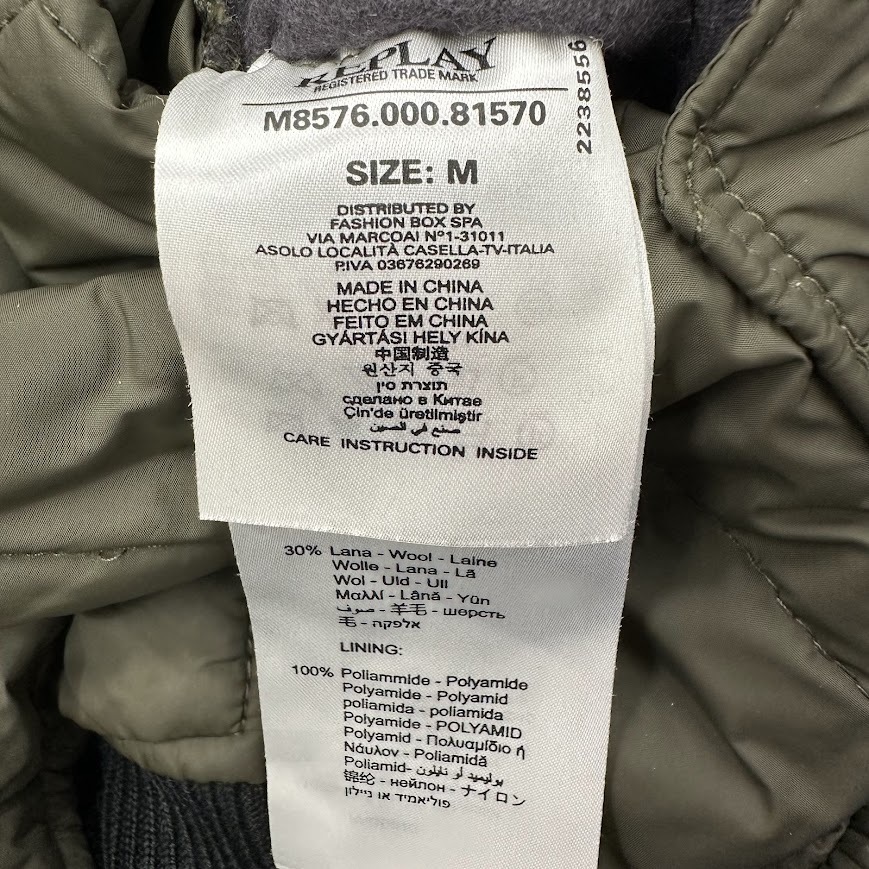 REPLAY
REGISTERED TRADE MARK
2238556
M8576.000.81570
SIZE: M
DISTRIBUTED BY
FASHION BOX SPA
VIA MARCOAI N°1-31011
ASOLO LOCALITÀ CASELLA-TV-ITALIA
P.IVA 03676290269
MADE IN CHINA
HECHO EN CHINA
FEITO EM CHINA
GYÁRTÁSI HELY KÍNA
中国制造
원산지 중국
תוצרת סין
сделано в Китае
Çin'de üretilmiştir
صنع في الصين
CARE INSTRUCTION INSIDE
30% Lana - Wool - Laine
Wolle - Lana - Lã
Wol - Uld - Ull
Μαλλί - Lână - Yün
صوف - 羊毛 - шерсть
毛 - אלפקה
LINING:
100% Poliammide - Polyamide
Polyamide - Polyamid
poliamida - poliamida
Polyamide - POLYAMID
Polyamid - Πολυαμίδιο ή
Νάυλον - Poliamidă
Poliamid- بوليميد أو نايلون
锦纶 - нейлон - ナイロン
פוליאמיד או ניילון